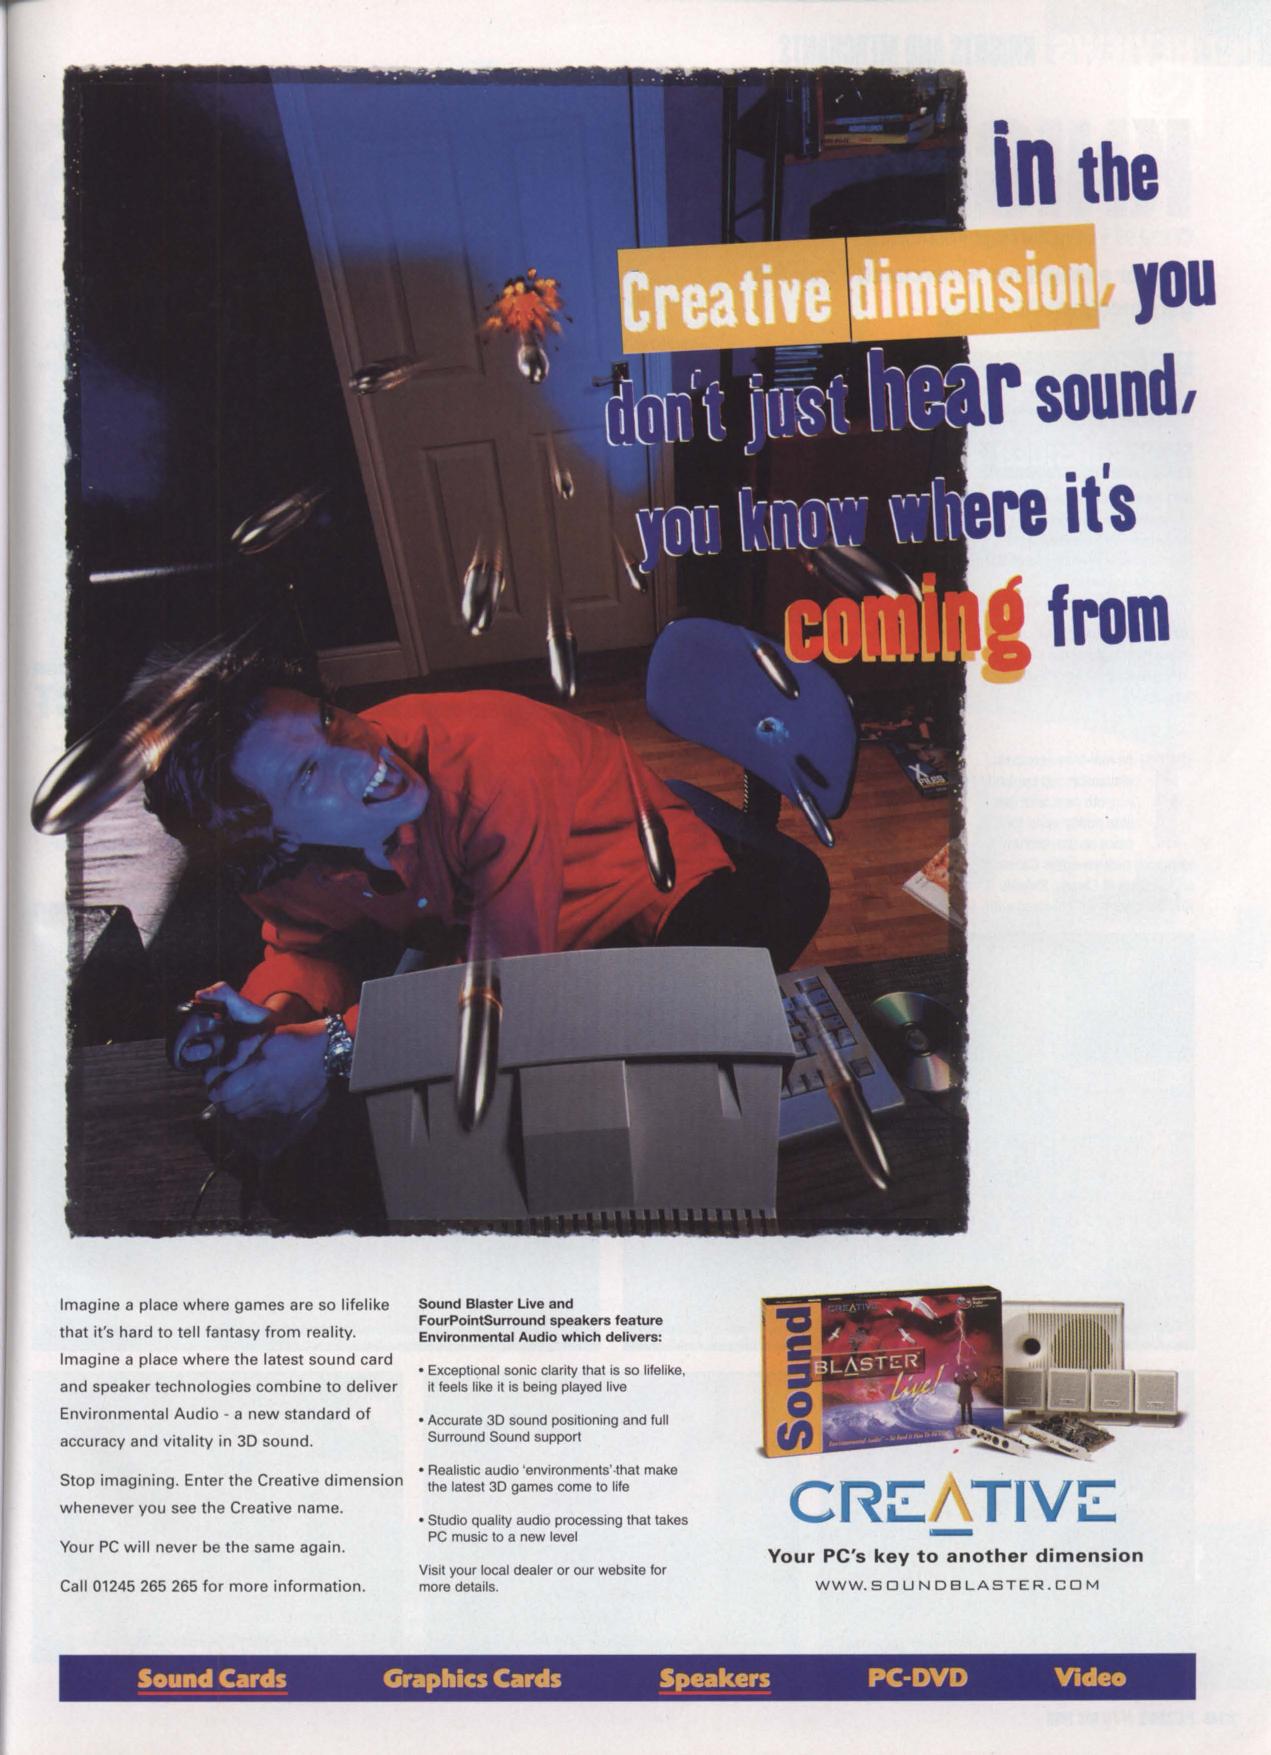 in the
Creative dimension, you
don't just hear sound,
you know where it's
coming from
X
FILES
Imagine a place where games are so lifelike
that it's hard to tell fantasy from reality.
Imagine a place where the latest sound card
and speaker technologies combine to deliver
Environmental Audio - a new standard of
accuracy and vitality in 3D sound.
Stop imagining. Enter the Creative dimension
whenever you see the Creative name.
Your PC will never be the same again.
Call 01245 265 265 for more information.
Sound Blaster Live and
FourPointSurround speakers feature
Environmental Audio which delivers:
• Exceptional sonic clarity that is so lifelike,
it feels like it is being played live
• Accurate 3D sound positioning and full
Surround Sound support
• Realistic audio 'environments' that make
the latest 3D games come to life
• Studio quality audio processing that takes
PC music to a new level
Visit your local dealer or our website for
more details.
CREATIVE
Sound
BLASTER
Live!
CREATIVE
Your PC's key to another dimension
WWW.SOUNDBLASTER.COM
Sound Cards Graphics Cards Speakers PC-DVD Video